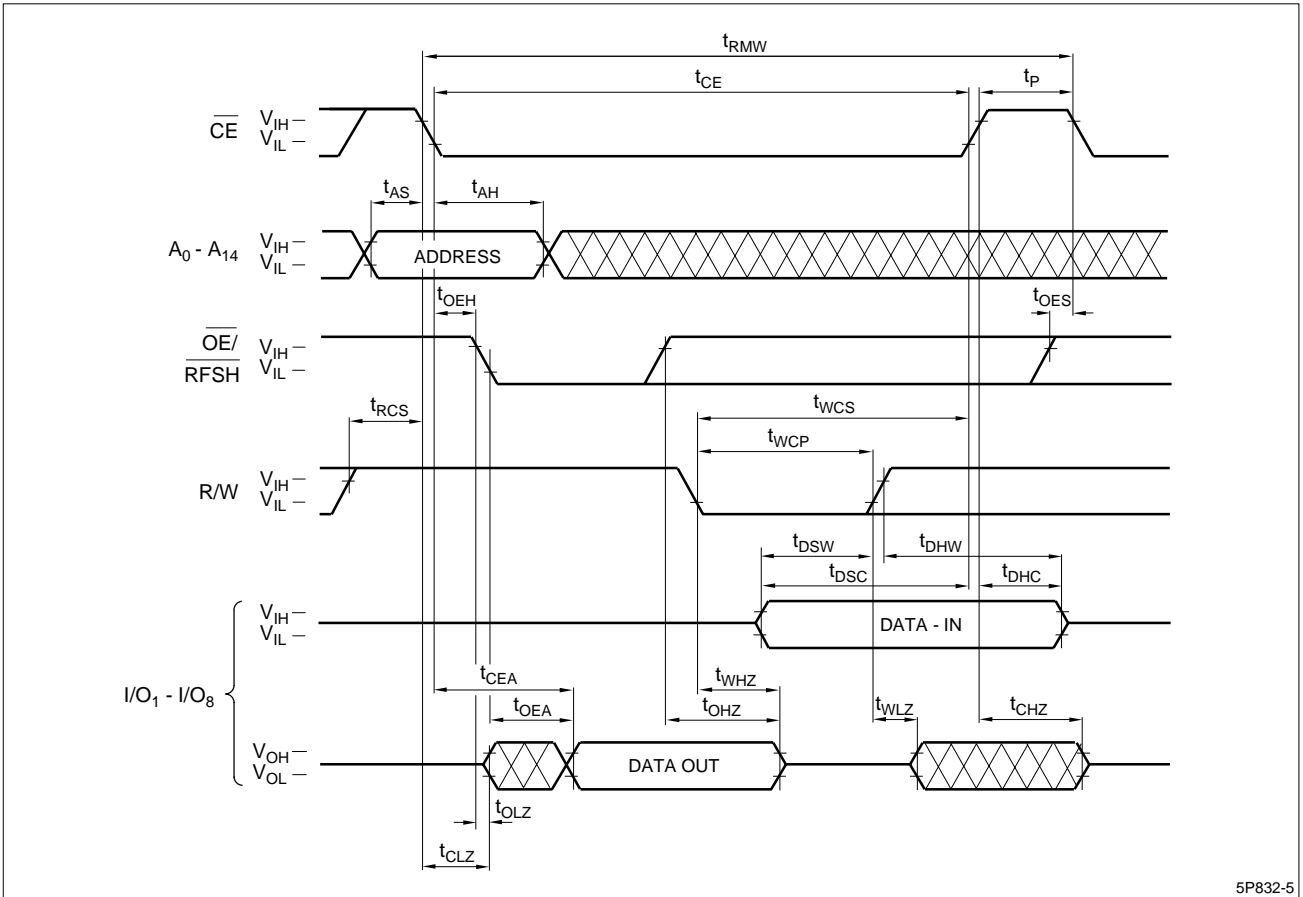 tRMW
tCE
tP
CE
VIH
VIL
tAS
tAH
A0 - A14
VIH
VIL
ADDRESS
tOEH
tOES
OE/
RFSH
VIH
VIL
tRCS
tWCS
tWCP
R/W
VIH
VIL
tDSW
tDHW
tDSC
tDHC
VIH
VIL
DATA - IN
I/O1 - I/O8
tCEA
tWHZ
tOEA
tOHZ
tWLZ
tCHZ
VOH
VOL
DATA OUT
tOLZ
tCLZ
5P832-5